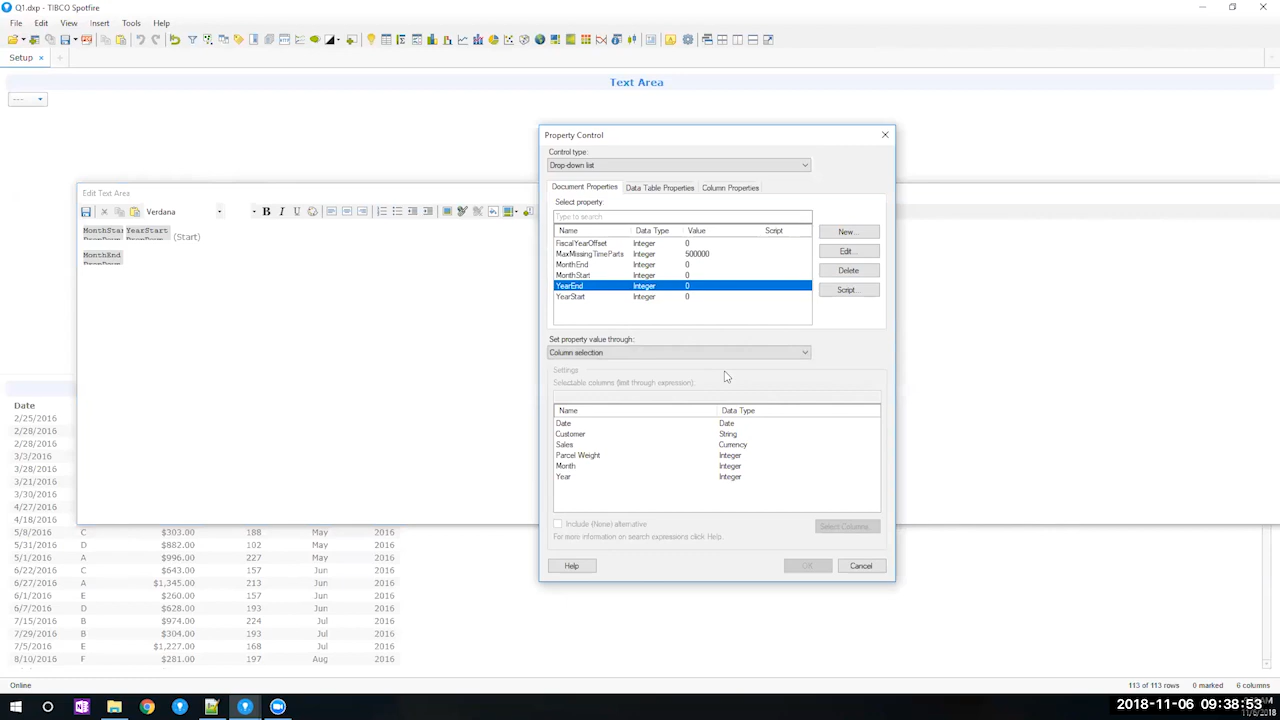 Q1.dxp - TIBCO Spotfire
File Edit View Insert Tools Help
Setup
Text Area
---
Edit Text Area
Verdana
B I U
MonthStar YearStart (Start)
DropDown DropDown
MonthEnd
DropDown
Property Control
Control type:
Drop-down list
Document Properties Data Table Properties Column Properties
Select property:
Type to search
Name Data Type Value Script
FiscalYearOffset Integer 0
MaxMissingTimeParts Integer 500000
MonthEnd Integer 0
MonthStart Integer 0
YearEnd Integer 0
YearStart Integer 0
New...
Edit...
Delete
Script...
Set property value through:
Column selection
Settings
Selectable columns (limit through expression):
Name Data Type
Date Date
Customer String
Sales Currency
Parcel Weight Integer
Month Integer
Year Integer
Include (None) alternative
Select Columns...
For more information on search expressions click Help.
Help OK Cancel
Date
2/25/2016
2/28/2016
2/28/2016
3/3/2016
3/28/2016
3/21/2016
3/30/2016
4/27/2016
4/18/2016
5/8/2016 C $303.00 188 May 2016
5/31/2016 D $882.00 102 May 2016
5/1/2016 A $996.00 227 May 2016
6/22/2016 C $643.00 157 Jun 2016
6/27/2016 A $1,345.00 213 Jun 2016
6/1/2016 E $260.00 157 Jun 2016
6/7/2016 D $628.00 193 Jun 2016
7/15/2016 B $974.00 224 Jul 2016
7/29/2016 B $304.00 193 Jul 2016
7/5/2016 E $1,227.00 168 Jul 2016
8/10/2016 F $281.00 197 Aug 2016
Online
113 of 113 rows 0 marked 6 columns
2018-11-06 09:38:53